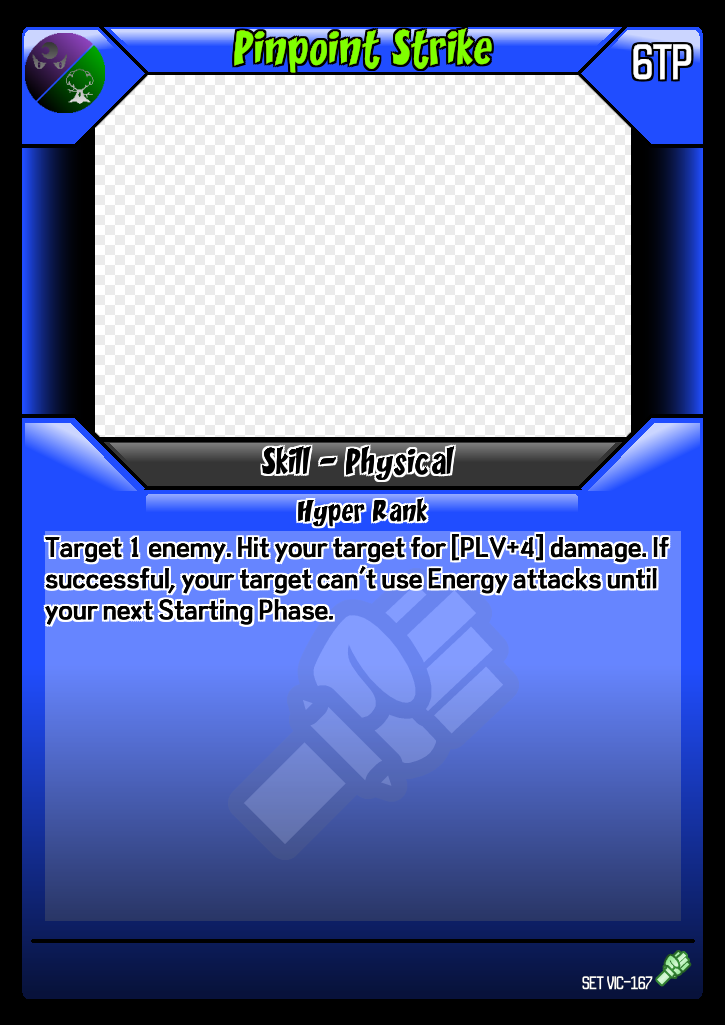 Pinpoint Strike
6TP
Skill - Physical
Hyper Rank
Target 1 enemy. Hit your target for [PLV+4] damage. If
successful, your target can't use Energy attacks until
your next Starting Phase.
SET VIC-167